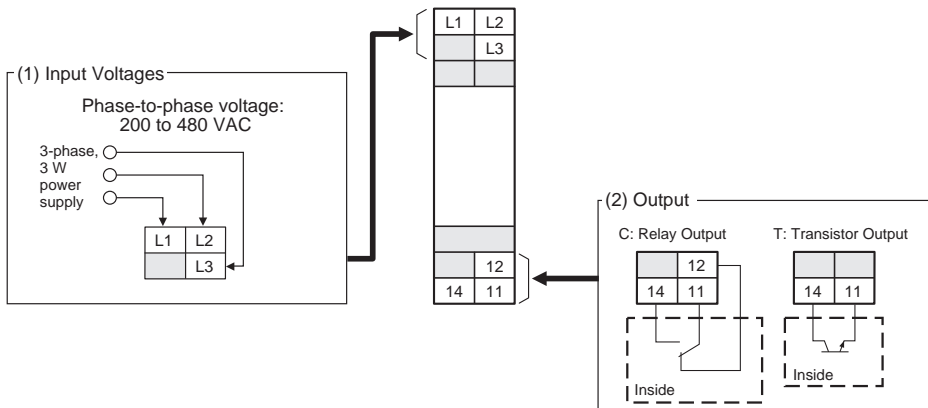 (1) Input Voltages
Phase-to-phase voltage:
200 to 480 VAC
3-phase,
3 W
power
supply
L1 L2
L3
L1 L2
L3
12
14 11
(2) Output
C: Relay Output
12
14 11
Inside
T: Transistor Output
14 11
Inside